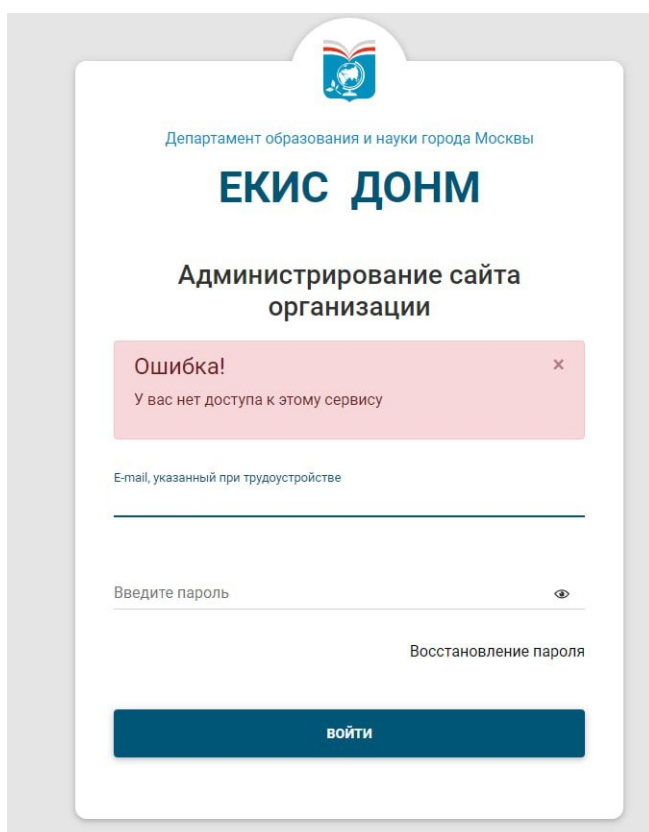 Департамент образования и науки города Москвы
ЕКИС ДОНМ
Администрирование сайта
организации
Ошибка!
×
У вас нет доступа к этому сервису
E-mail, указанный при трудоустройстве
Введите пароль
Восстановление пароля
ВОЙТИ